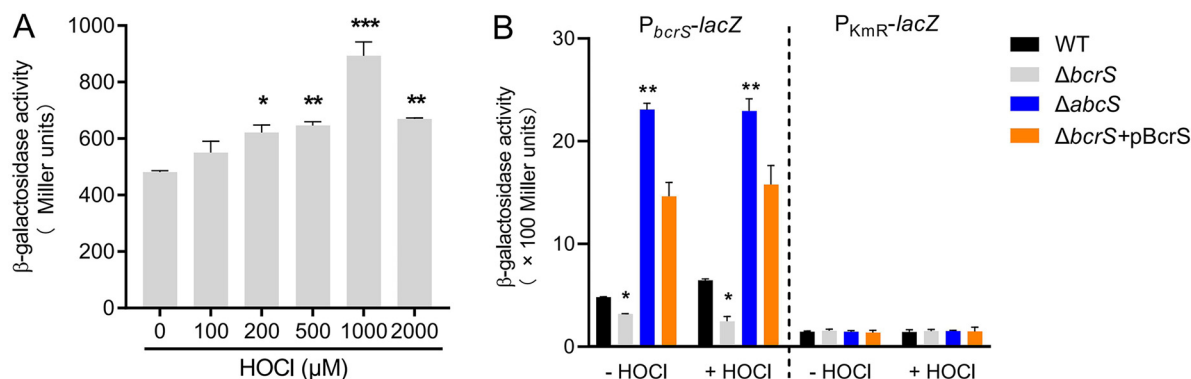 A
β-galactosidase activity
( Miller units)
1000
800
600
400
200
0
*
**
***
**
0 100 200 500 1000 2000
HOCl (μM)
B
PbcrS-lacZ
PKmR-lacZ
β-galactosidase activity
( × 100 Miller units)
30
20
10
0
*
**
*
**
- HOCl + HOCl - HOCl + HOCl
WT
ΔbcrS
ΔabcS
ΔbcrS+pBcrS